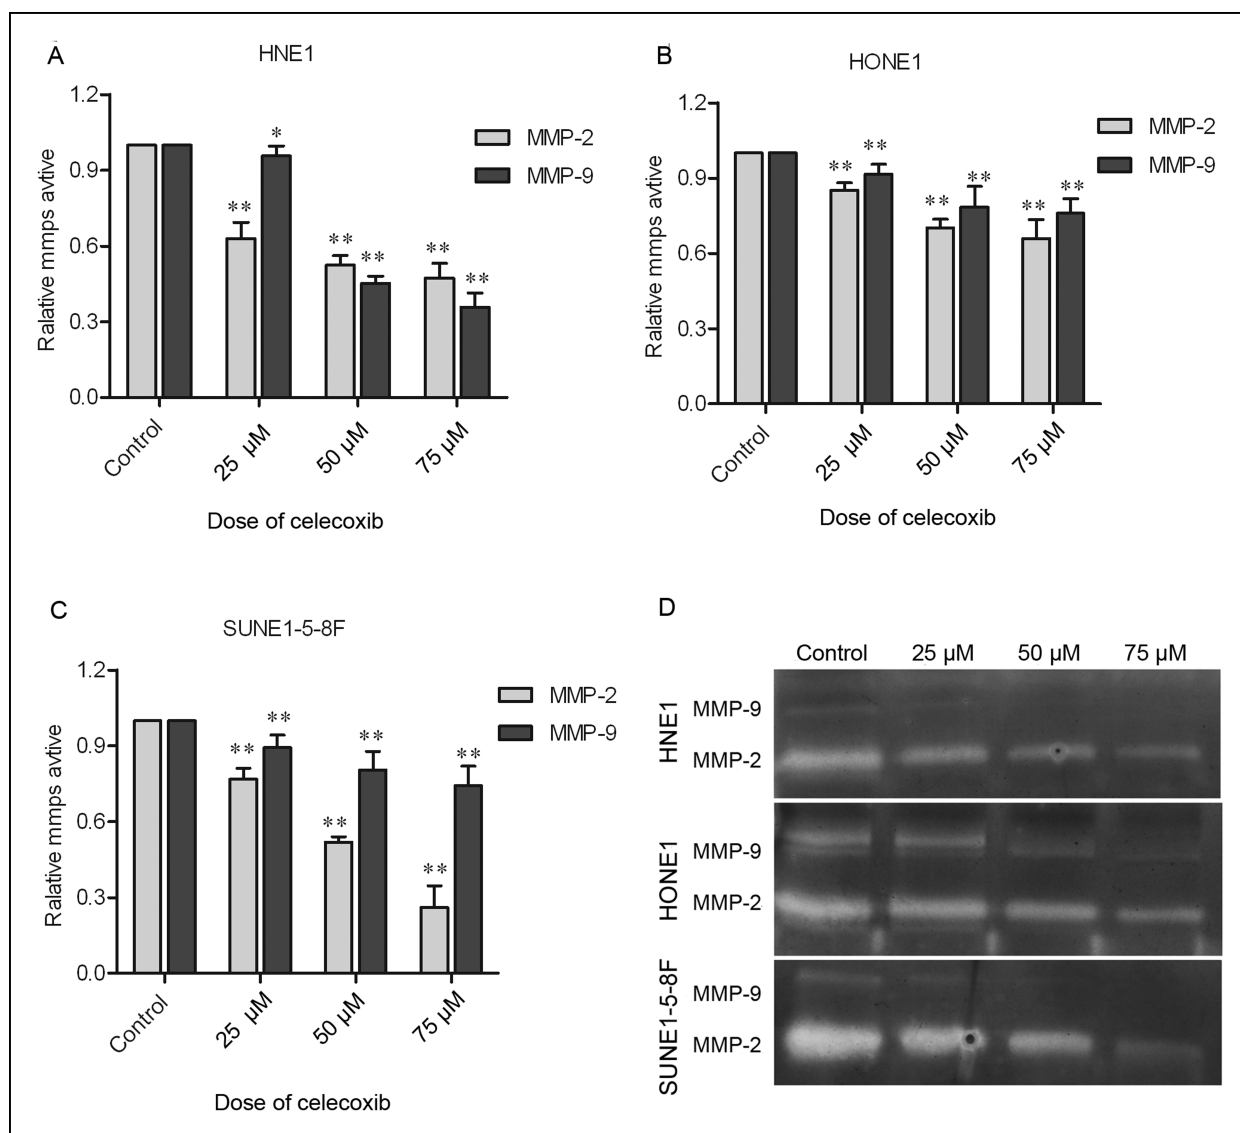 A
HNE1
1.2
0.9
0.6
0.3
0.0
Ralative mmps avtive
MMP-2
MMP-9
*
**
**
**
**
**
Control
25 µM
50 µM
75 µM
Dose of celecoxib
B
HONE1
1.2
0.9
0.6
0.3
0.0
Ralative mmps avtive
MMP-2
MMP-9
**
**
**
**
**
**
Control
25 µM
50 µM
75 µM
Dose of celecoxib
C
SUNE1-5-8F
1.2
0.9
0.6
0.3
0.0
Ralative mmps avtive
MMP-2
MMP-9
**
**
**
**
**
**
Control
25 µM
50 µM
75 µM
Dose of celecoxib
D
Control 25 µM 50 µM 75 µM
HNE1
MMP-9
MMP-2
HONE1
MMP-9
MMP-2
SUNE1-5-8F
MMP-9
MMP-2